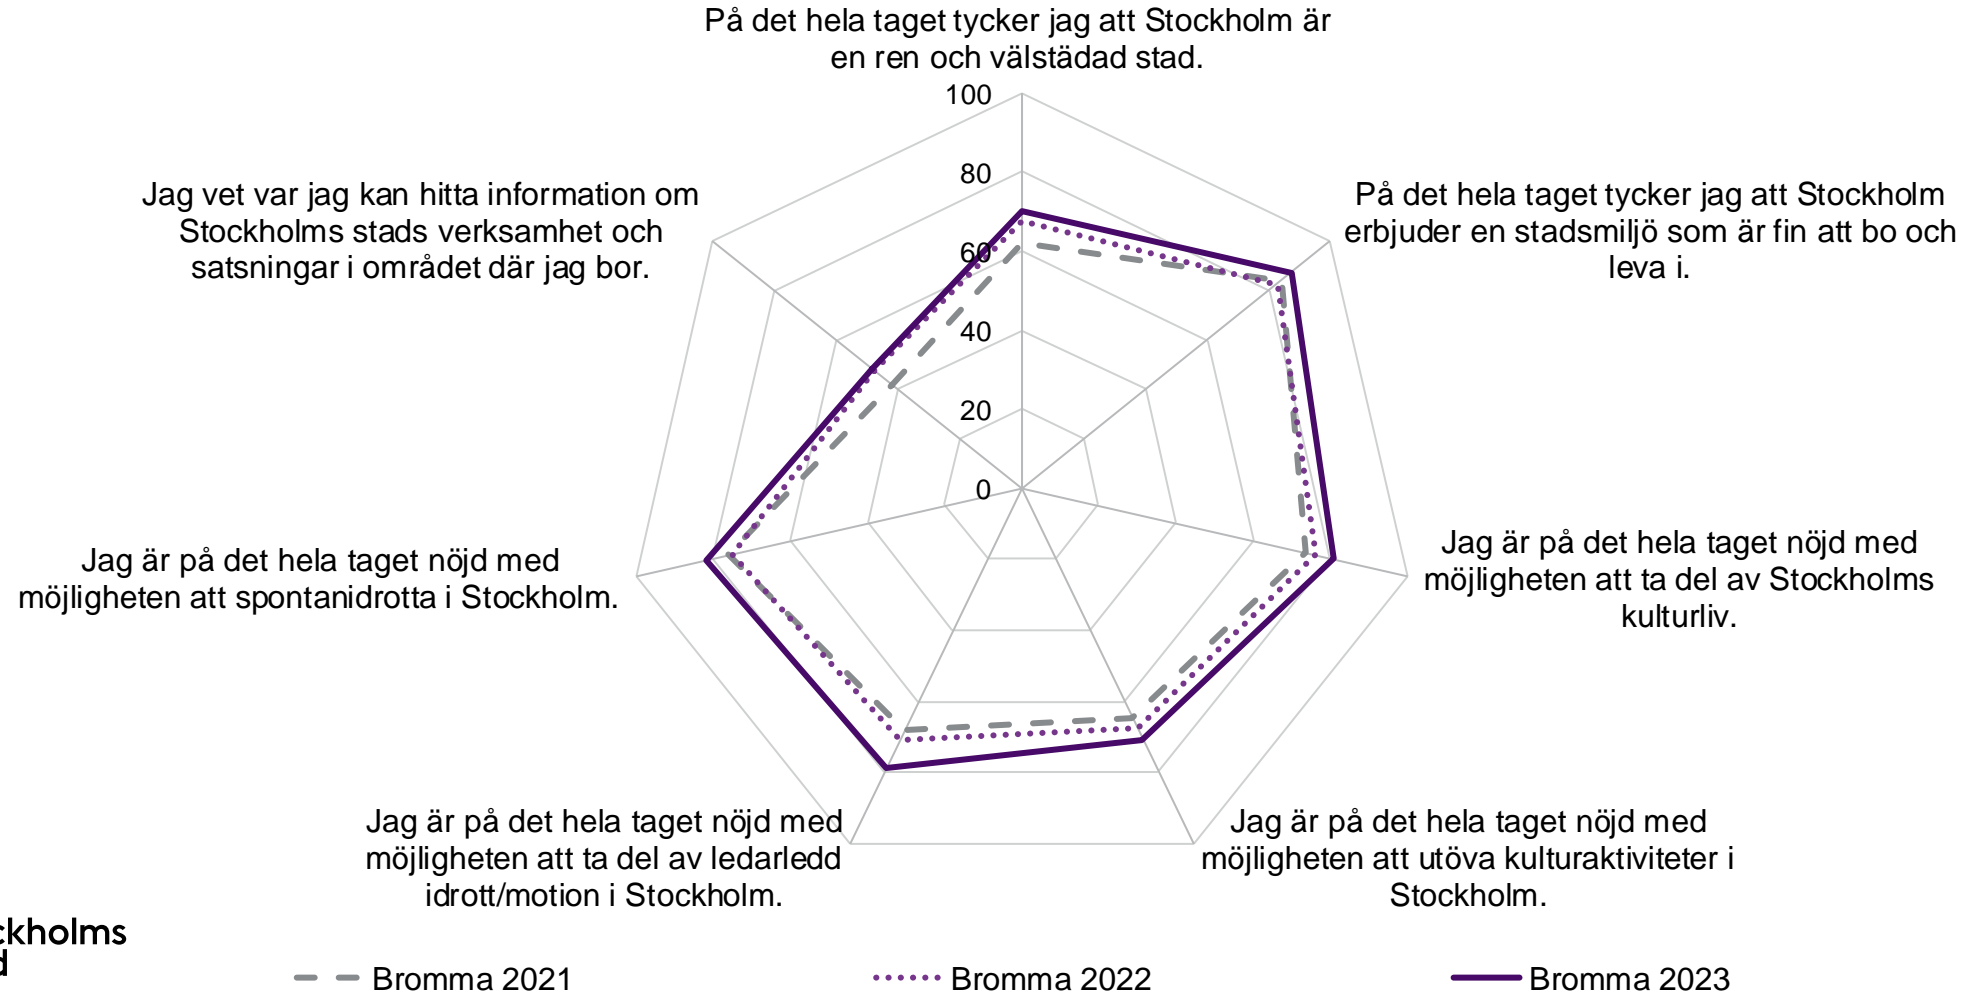 På det hela taget tycker jag att Stockholm är
en ren och välstädad stad.
100
80
60
40
20
0
På det hela taget tycker jag att Stockholm
erbjuder en stadsmiljö som är fin att bo och
leva i.
Jag är på det hela taget nöjd med
möjligheten att ta del av Stockholms
kulturliv.
Jag är på det hela taget nöjd med
möjligheten att utöva kulturaktiviteter i
Stockholm.
Jag är på det hela taget nöjd med
möjligheten att ta del av ledarledd
idrott/motion i Stockholm.
Jag är på det hela taget nöjd med
möjligheten att spontanidrotta i Stockholm.
Jag vet var jag kan hitta information om
Stockholms stads verksamhet och
satsningar i området där jag bor.
ckholms
d
Bromma 2021
Bromma 2022
Bromma 2023